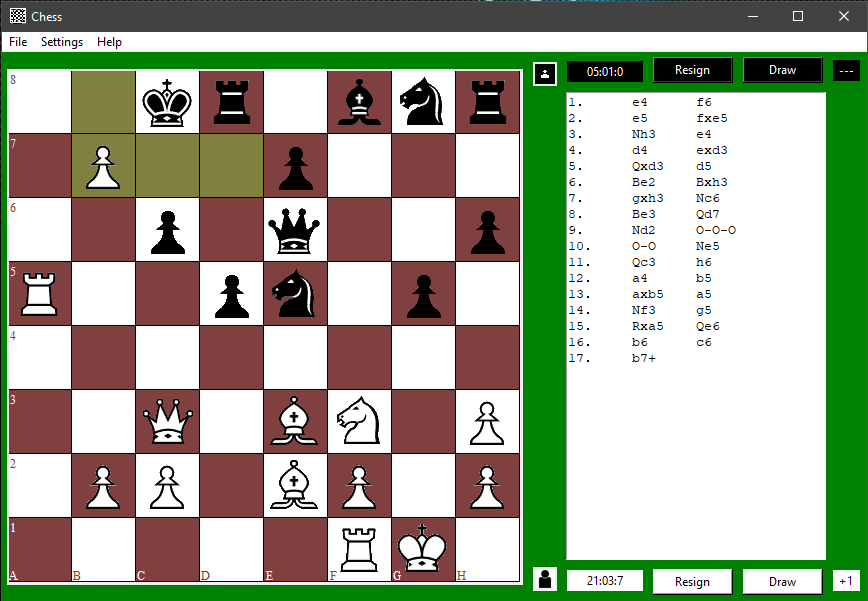 Chess
File Settings Help
05:01:0 Resign Draw ---
8
7
6
5
4
3
2
1
A B C D E F G H
1. e4 f6
2. e5 fxe5
3. Nh3 e4
4. d4 exd3
5. Qxd3 d5
6. Be2 Bxh3
7. gxh3 Nc6
8. Be3 Qd7
9. Nd2 O-O-O
10. O-O Ne5
11. Qc3 h6
12. a4 b5
13. axb5 a5
14. Nf3 g5
15. Rxa5 Qe6
16. b6 c6
17. b7+
21:03:7 Resign Draw +1